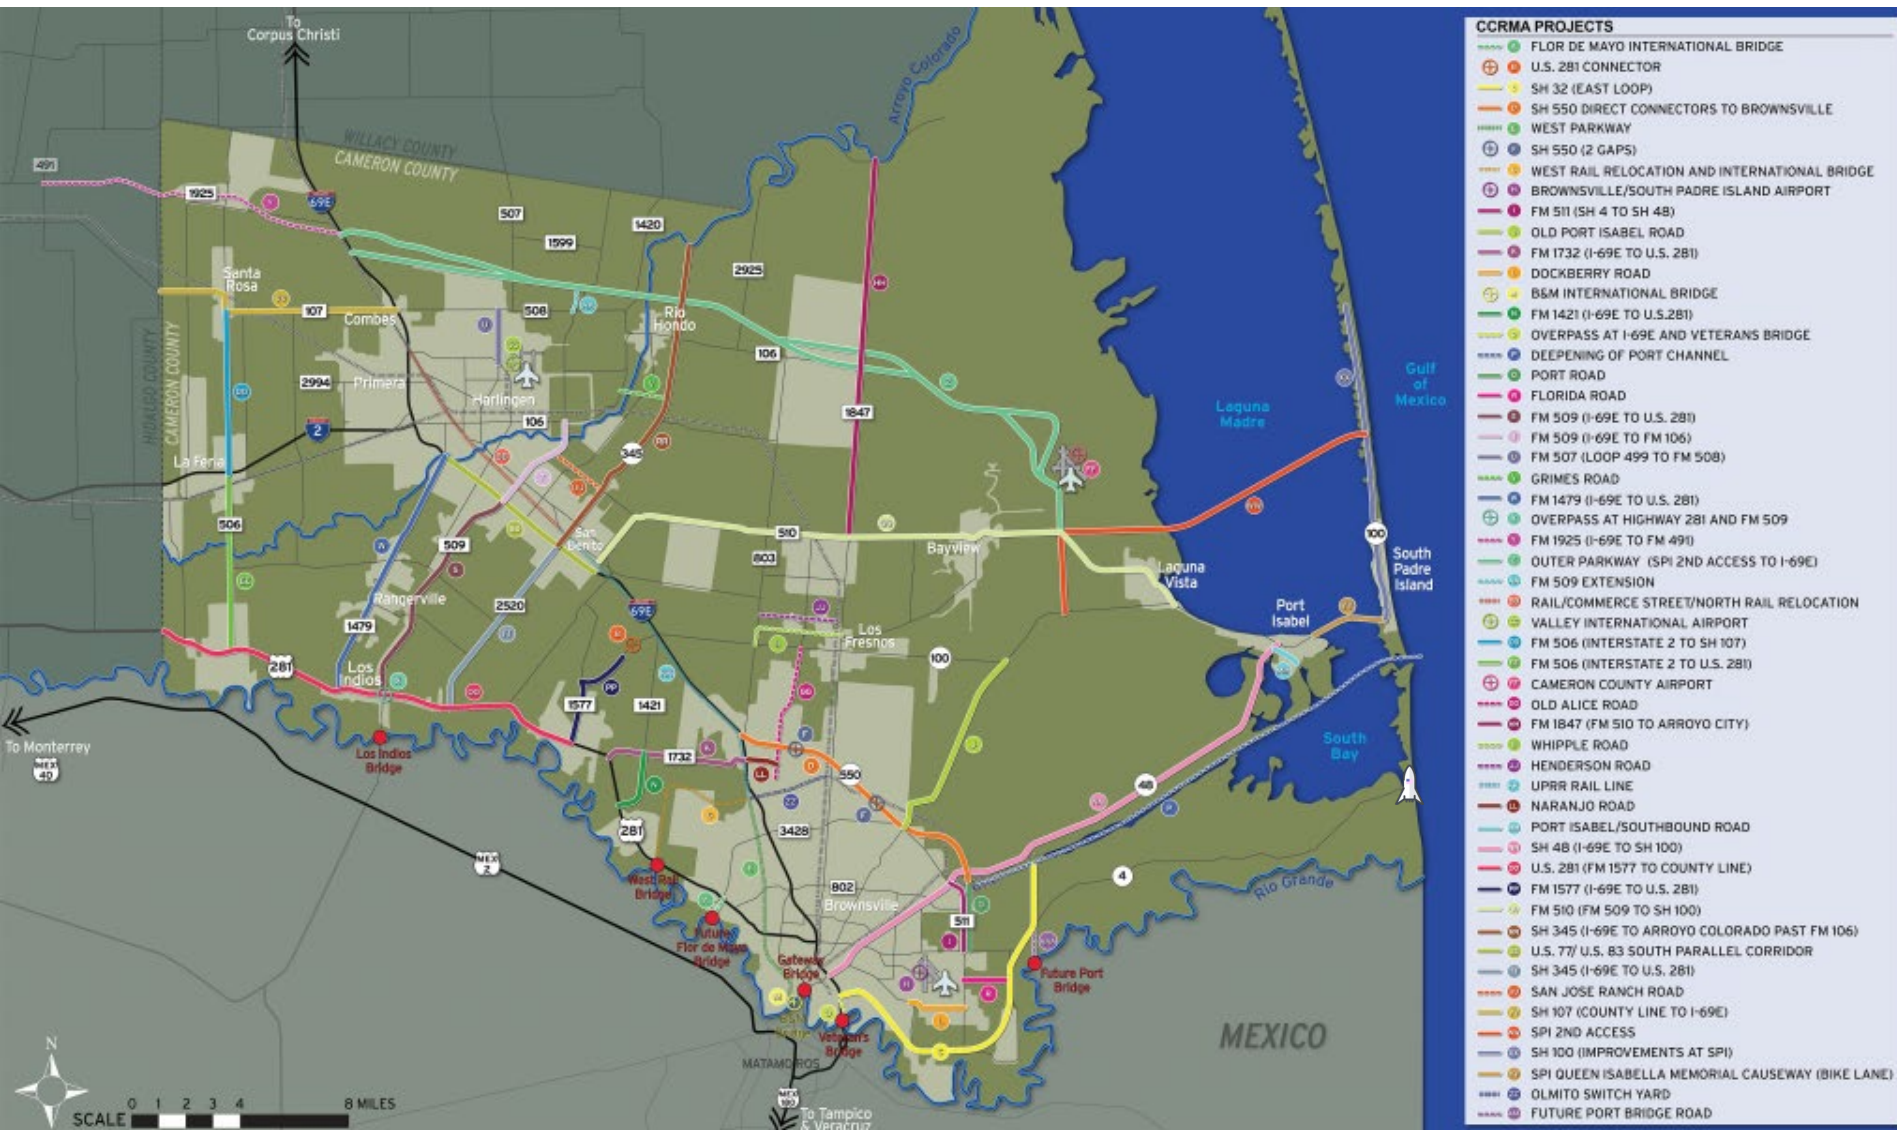 To
Corpus Christi
Arroyo Colorado
WILLACY COUNTY
CAMERON COUNTY
491
1925
69E
507
1420
1599
2925
Santa
Rosa
107
Combes
508
Rio
Hondo
HIDALGO COUNTY
CAMERON COUNTY
2994
Primera
Harlingen
106
106
1847
2
345
La Feria
506
509
San
Benito
510
803
Bayview
Laguna
Vista
Laguna
Madre
Gulf
of
Mexico
100
South
Padre
Island
Port
Isabel
Rangerville
2520
69E
1479
Los
Indios
281
Los
Fresnos
100
1577
PP
1421
1732
LL
550
48
South
Bay
To Monterrey
MEX
40
Los Indios
Bridge
MEX
2
281
3428
West Rail
Bridge
802
Brownsville
511
4
Rio Grande
Future
Flor de Mayo
Bridge
Gateway
Bridge
Future Port
Bridge
Veteran's
Bridge
MATAMOROS
MEXICO
MEX
180
To Tampico
& Veracruz
N
SCALE
0 1 2 3 4 8 MILES
CCRMA PROJECTS
FLOR DE MAYO INTERNATIONAL BRIDGE
U.S. 281 CONNECTOR
SH 32 (EAST LOOP)
SH 550 DIRECT CONNECTORS TO BROWNSVILLE
WEST PARKWAY
SH 550 (2 GAPS)
WEST RAIL RELOCATION AND INTERNATIONAL BRIDGE
BROWNSVILLE/SOUTH PADRE ISLAND AIRPORT
FM 511 (SH 4 TO SH 48)
OLD PORT ISABEL ROAD
FM 1732 (I-69E TO U.S. 281)
DOCKBERRY ROAD
B&M INTERNATIONAL BRIDGE
FM 1421 (I-69E TO U.S.281)
OVERPASS AT I-69E AND VETERANS BRIDGE
DEEPENING OF PORT CHANNEL
PORT ROAD
FLORIDA ROAD
FM 509 (I-69E TO U.S. 281)
FM 509 (I-69E TO FM 106)
FM 507 (LOOP 499 TO FM 508)
GRIMES ROAD
FM 1479 (I-69E TO U.S. 281)
OVERPASS AT HIGHWAY 281 AND FM 509
FM 1925 (I-69E TO FM 491)
OUTER PARKWAY (SPI 2ND ACCESS TO I-69E)
FM 509 EXTENSION
RAIL/COMMERCE STREET/NORTH RAIL RELOCATION
VALLEY INTERNATIONAL AIRPORT
FM 506 (INTERSTATE 2 TO SH 107)
FM 506 (INTERSTATE 2 TO U.S. 281)
CAMERON COUNTY AIRPORT
OLD ALICE ROAD
FM 1847 (FM 510 TO ARROYO CITY)
WHIPPLE ROAD
HENDERSON ROAD
UPRR RAIL LINE
NARANJO ROAD
PORT ISABEL/SOUTHBOUND ROAD
SH 48 (I-69E TO SH 100)
U.S. 281 (FM 1577 TO COUNTY LINE)
FM 1577 (I-69E TO U.S. 281)
FM 510 (FM 509 TO SH 100)
SH 345 (I-69E TO ARROYO COLORADO PAST FM 106)
U.S. 77/ U.S. 83 SOUTH PARALLEL CORRIDOR
SH 345 (I-69E TO U.S. 281)
SAN JOSE RANCH ROAD
SH 107 (COUNTY LINE TO I-69E)
SPI 2ND ACCESS
SH 100 (IMPROVEMENTS AT SPI)
SPI QUEEN ISABELLA MEMORIAL CAUSEWAY (BIKE LANE)
OLMITO SWITCH YARD
FUTURE PORT BRIDGE ROAD